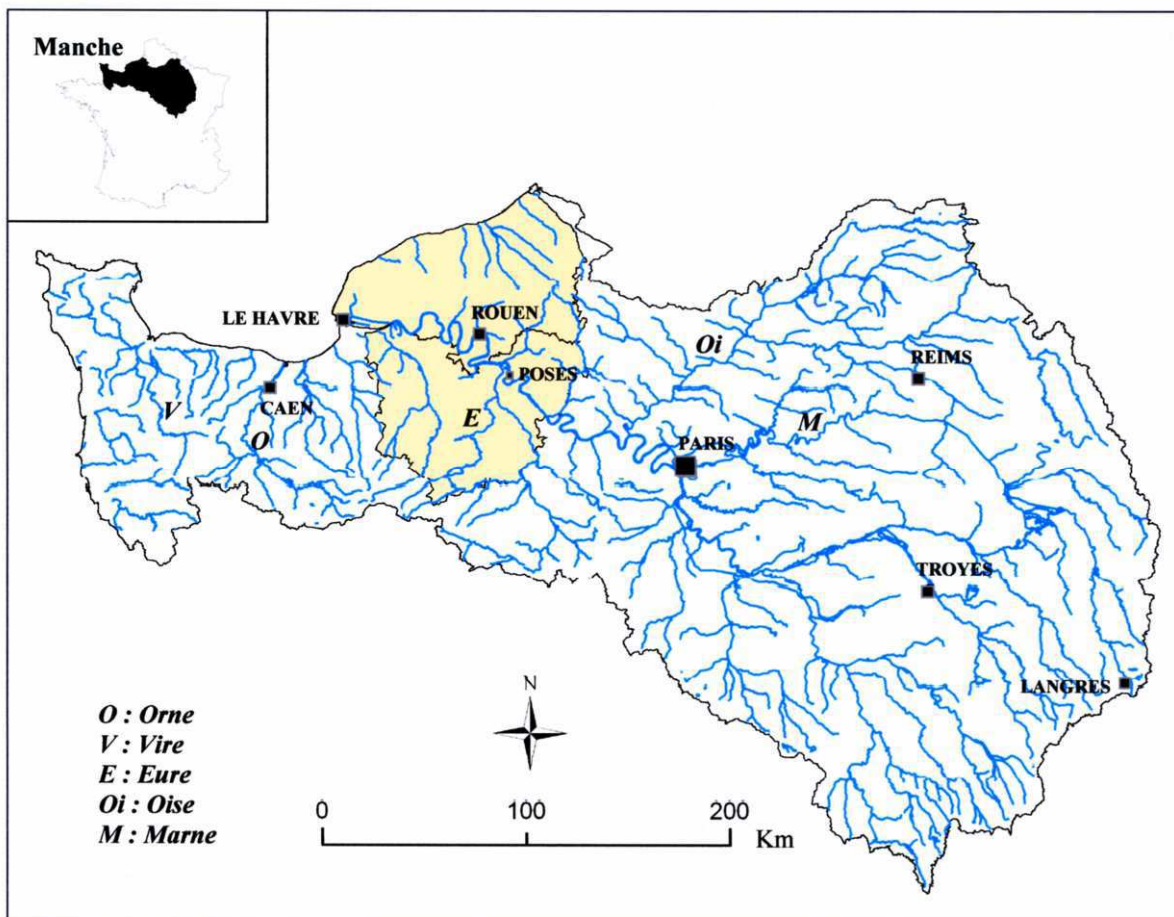 Manche
LE HAVRE
ROUEN
Oi
REIMS
POSES
V
CAEN
E
M
O
PARIS
TROYES
LANGRES
N
O : Orne
V : Vire
E : Eure
Oi : Oise
M : Marne
0 100 200
Km